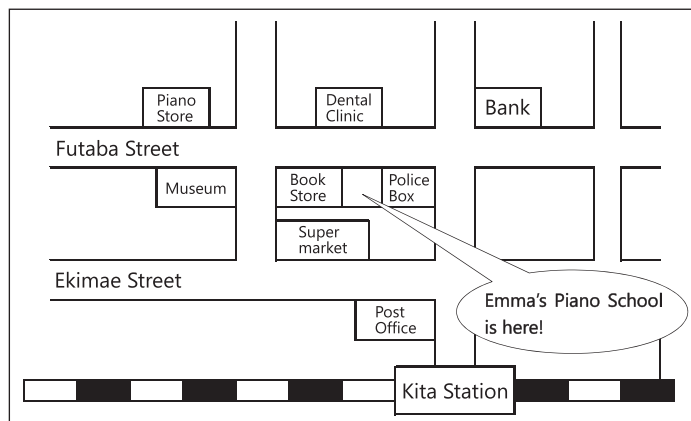 Piano
Store
Dental
Clinic
Bank
Futaba Street
Museum
Book
Store
Police
Box
Super
market
Ekimae Street
Emma's Piano School
is here!
Post
Office
Kita Station